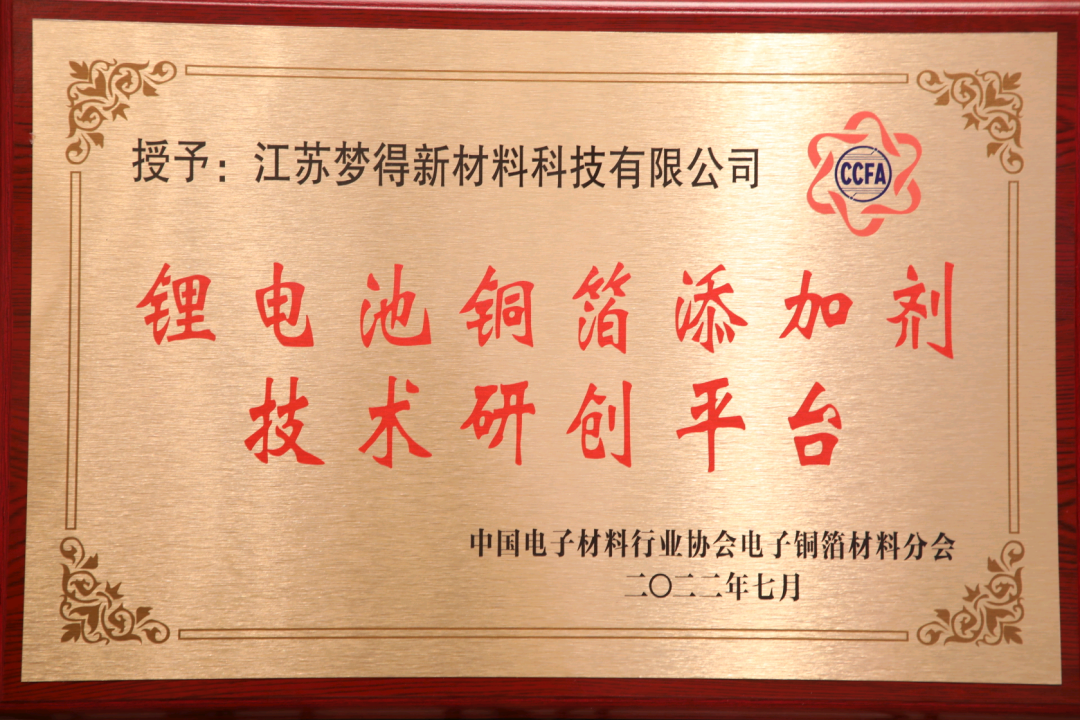 授予：江苏梦得新材料科技有限公司
CCFA
锂电池铜箔添加剂
技术研创平台
中国电子材料行业协会电子铜箔材料分会
二〇二二年七月